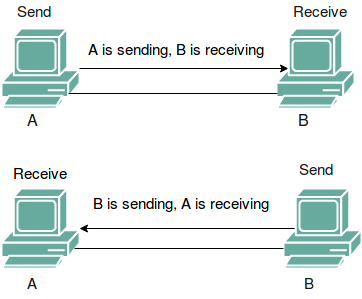 Send
Receive
A is sending, B is receiving
A
B
Receive
Send
B is sending, A is receiving
A
B